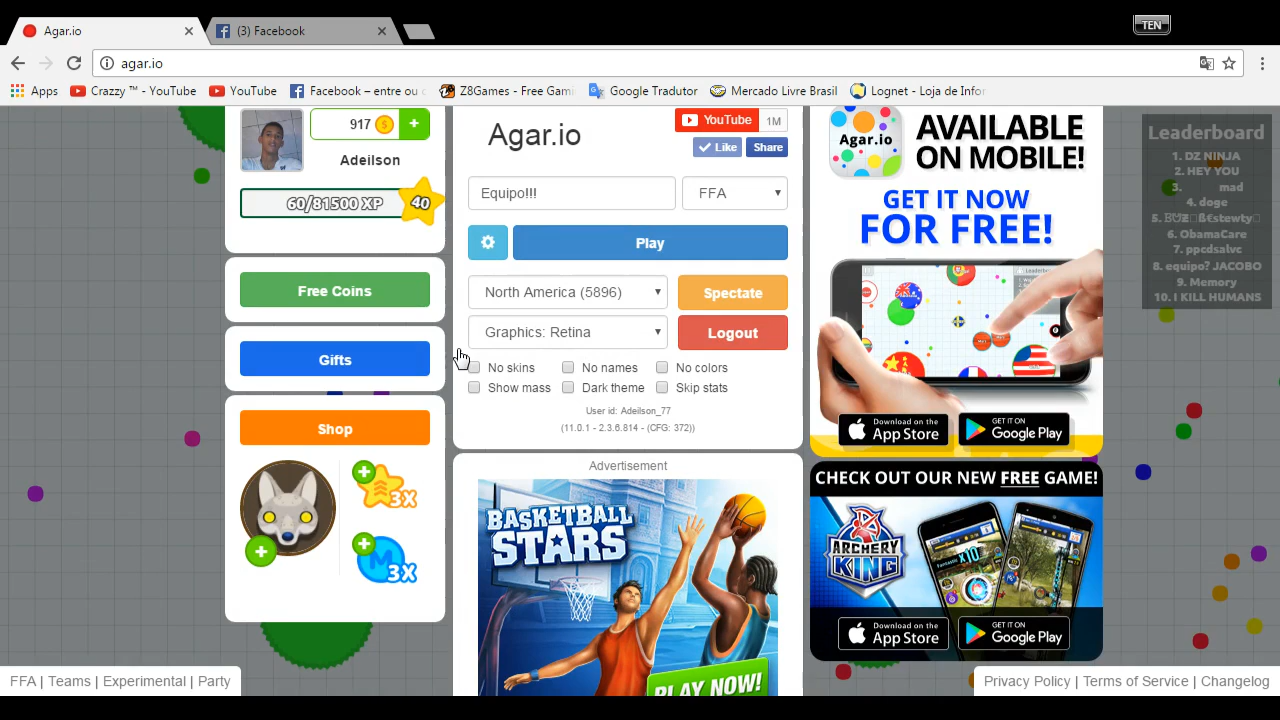 Agar.io
(3) Facebook
TEN
agar.io
Apps
Crazzy ™ - YouTube
YouTube
Facebook – entre ou c
Z8Games - Free Gami
Google Tradutor
Mercado Livre Brasil
Lognet - Loja de Infor
917
Adeilson
60/81500 XP
40
Free Coins
Gifts
Shop
3X
3X
Agar.io
YouTube 1M
Like Share
Equipo!!!
FFA
Play
North America (5896)
Spectate
Graphics: Retina
Logout
No skins No names No colors
Show mass Dark theme Skip stats
User id: Adeilson_77
(11.0.1 - 2.3.6.814 - (CFG: 372))
Advertisement
BASKETBALL
STARS
PLAY NOW!
Agar.io
AVAILABLE
ON MOBILE!
GET IT NOW
FOR FREE!
Download on the
App Store
GET IT ON
Google Play
CHECK OUT OUR NEW FREE GAME!
ARCHERY
KING
X10
Download on the
App Store
GET IT ON
Google Play
Leaderboard
1. DZ NINJA
2. HEY YOU
3. mad
4. doge
5.
6. ObamaCare
7. ppcdsalvc
8. equipo? JACOBO
9. Memory
10. I KILL HUMANS
FFA | Teams | Experimental | Party
Privacy Policy | Terms of Service | Changelog